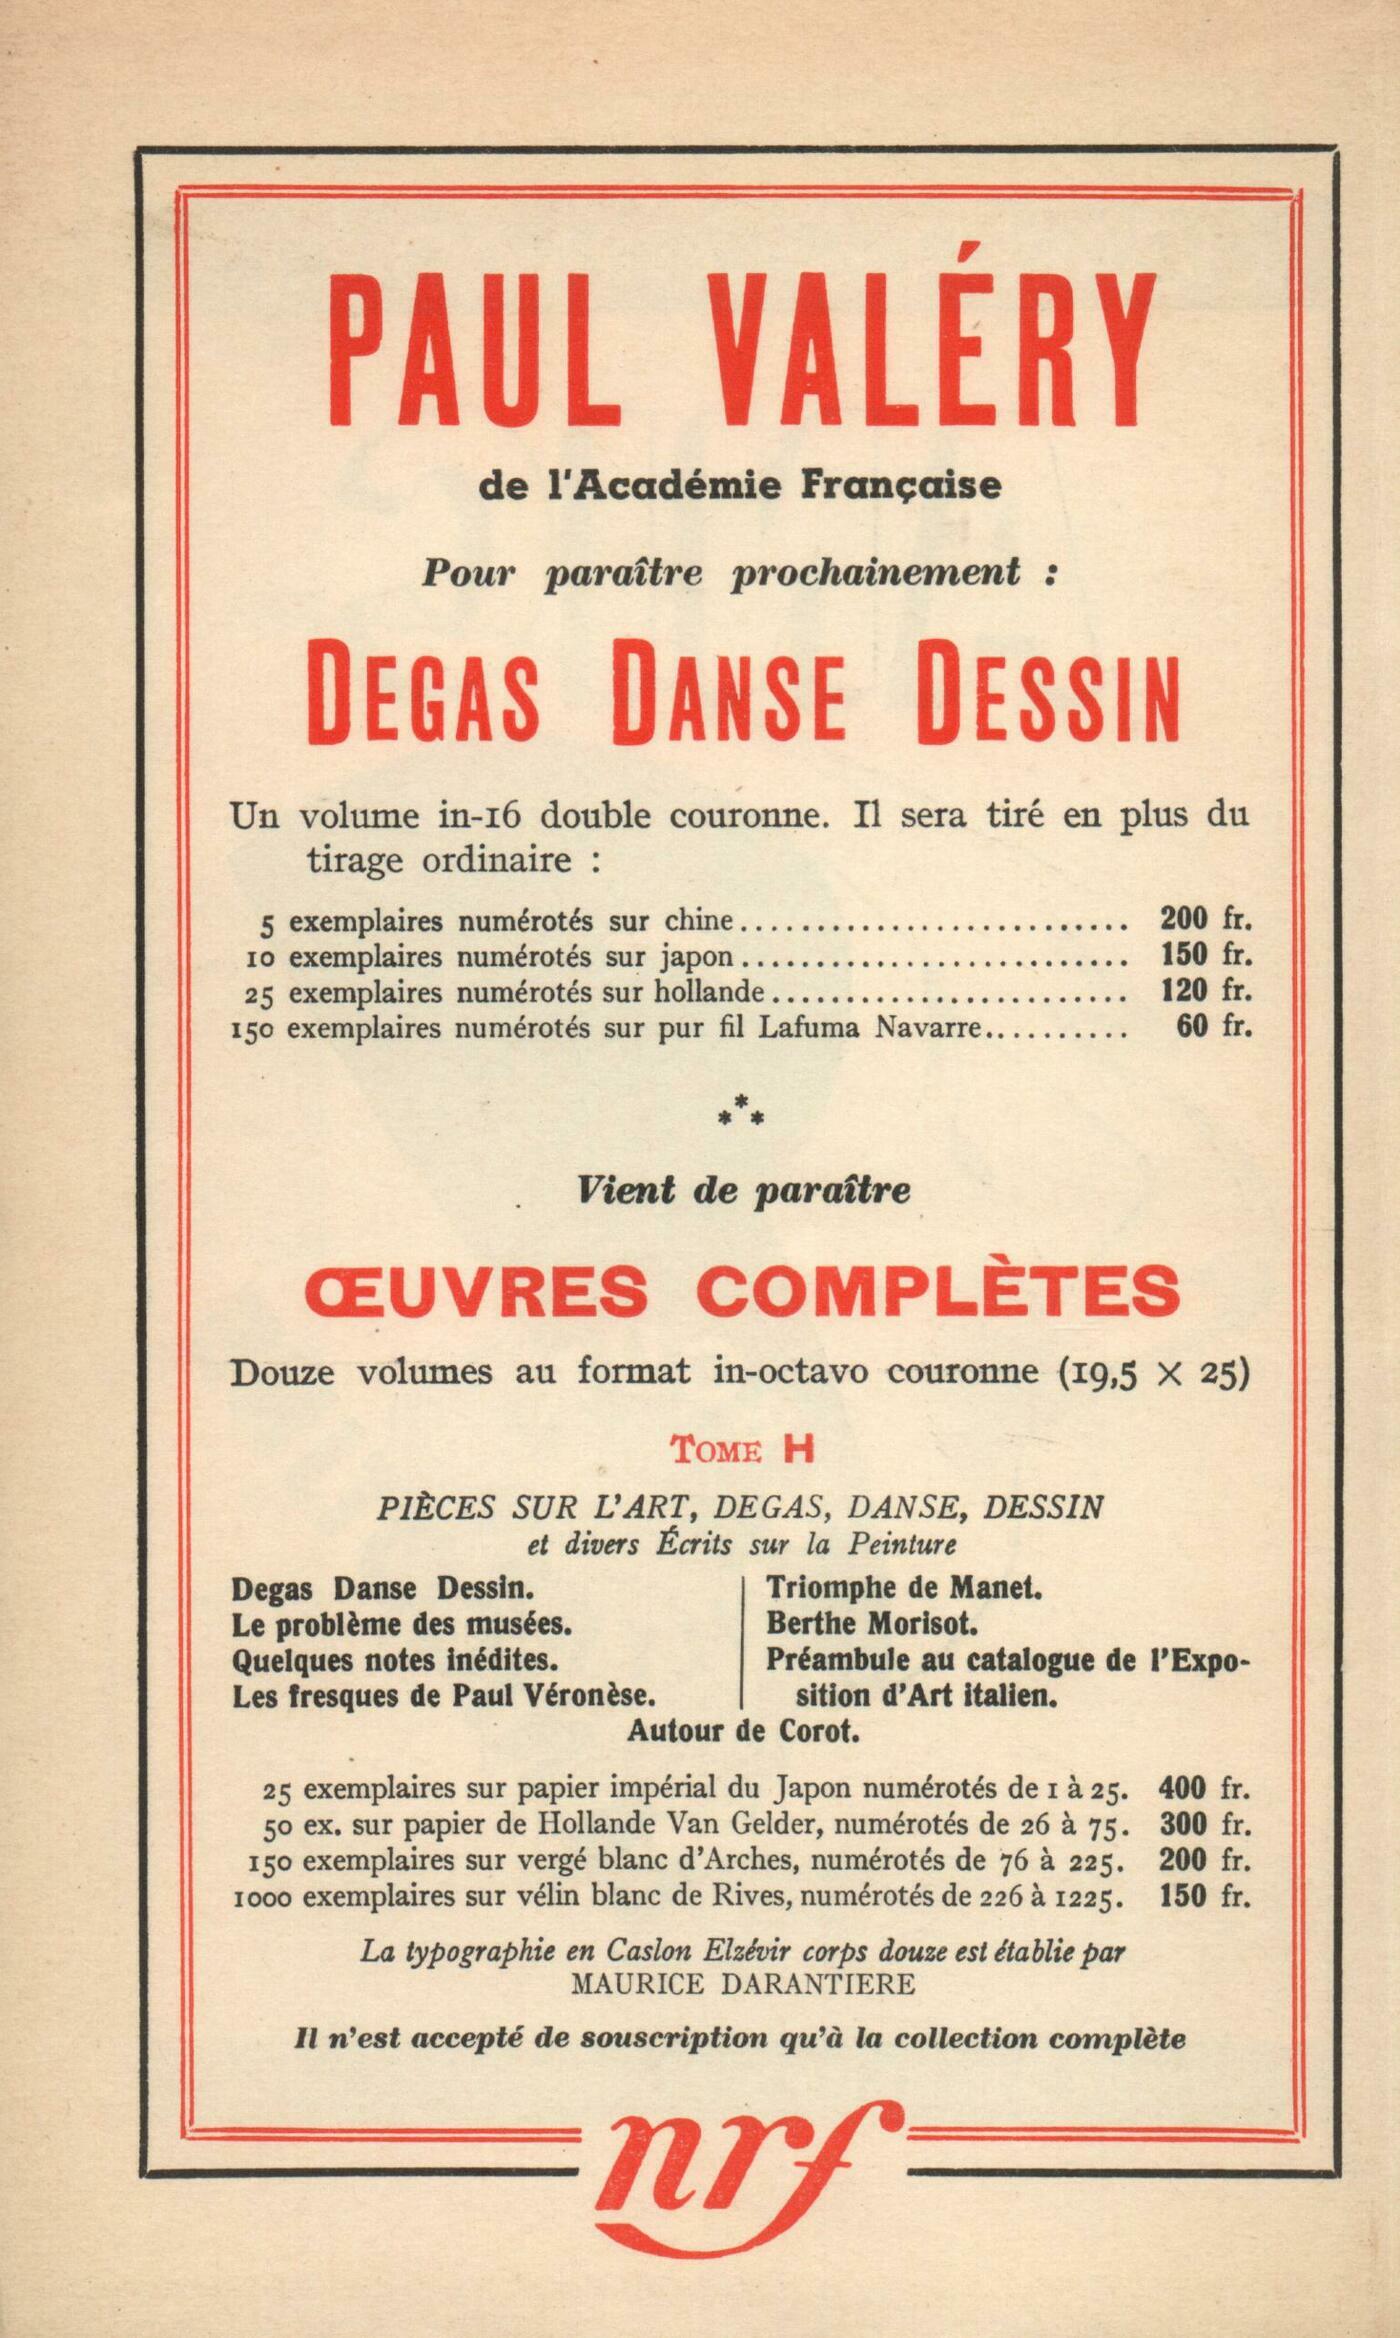 PAUL VALÉRY
de l'Académie Française
Pour paraître prochainement :
DEGAS DANSE DESSIN
Un volume in-16 double couronne. Il sera tiré en plus du
tirage ordinaire :
5 exemplaires numérotés sur chine........................... 200 fr.
10 exemplaires numérotés sur japon........................... 150 fr.
25 exemplaires numérotés sur hollande........................ 120 fr.
150 exemplaires numérotés sur pur fil Lafuma Navarre.......... 60 fr.
***
Vient de paraître
ŒUVRES COMPLÈTES
Douze volumes au format in-octavo couronne (19,5 × 25)
TOME H
PIÈCES SUR L'ART, DEGAS, DANSE, DESSIN
et divers Écrits sur la Peinture
Degas Danse Dessin.
Le problème des musées.
Quelques notes inédites.
Les fresques de Paul Véronèse.
Triomphe de Manet.
Berthe Morisot.
Préambule au catalogue de l'Expo-
sition d'Art italien.
Autour de Corot.
25 exemplaires sur papier impérial du Japon numérotés de 1 à 25. 400 fr.
50 ex. sur papier de Hollande Van Gelder, numérotés de 26 à 75. 300 fr.
150 exemplaires sur vergé blanc d'Arches, numérotés de 76 à 225. 200 fr.
1000 exemplaires sur vélin blanc de Rives, numérotés de 226 à 1225. 150 fr.
La typographie en Caslon Elzévir corps douze est établie par
MAURICE DARANTIERE
Il n'est accepté de souscription qu'à la collection complète
nrf